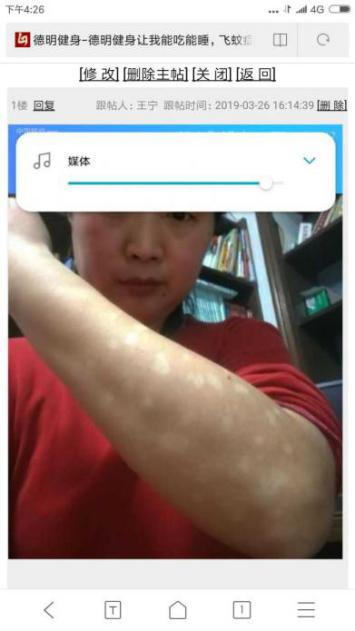 下午4:26
4G
德明健身-德明健身让我能吃能睡，飞蚊症
[修 改] [删除主帖] [关 闭] [返 回]
1楼 回复 跟帖人：王宁 跟帖时间：2019-03-26 16:14:39 [删 除]
媒体
T
1